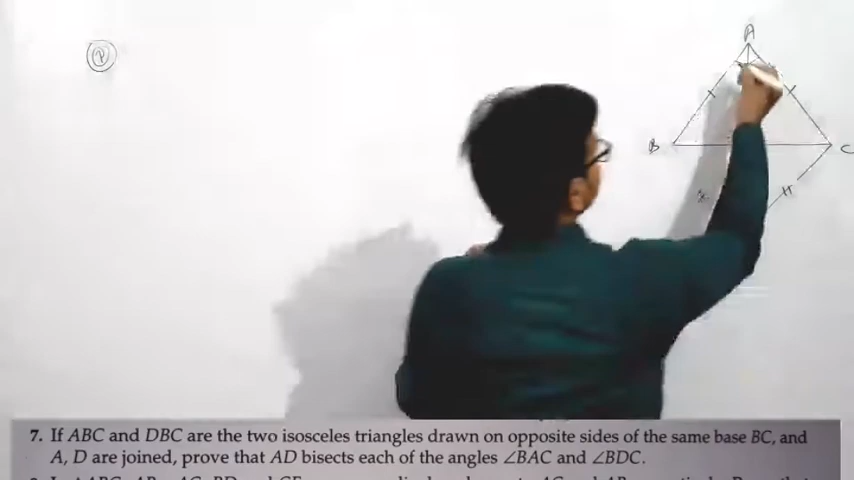 7
A
B
C
7. If ABC and DBC are the two isosceles triangles drawn on opposite sides of the same base BC, and
A, D are joined, prove that AD bisects each of the angles ∠BAC and ∠BDC.